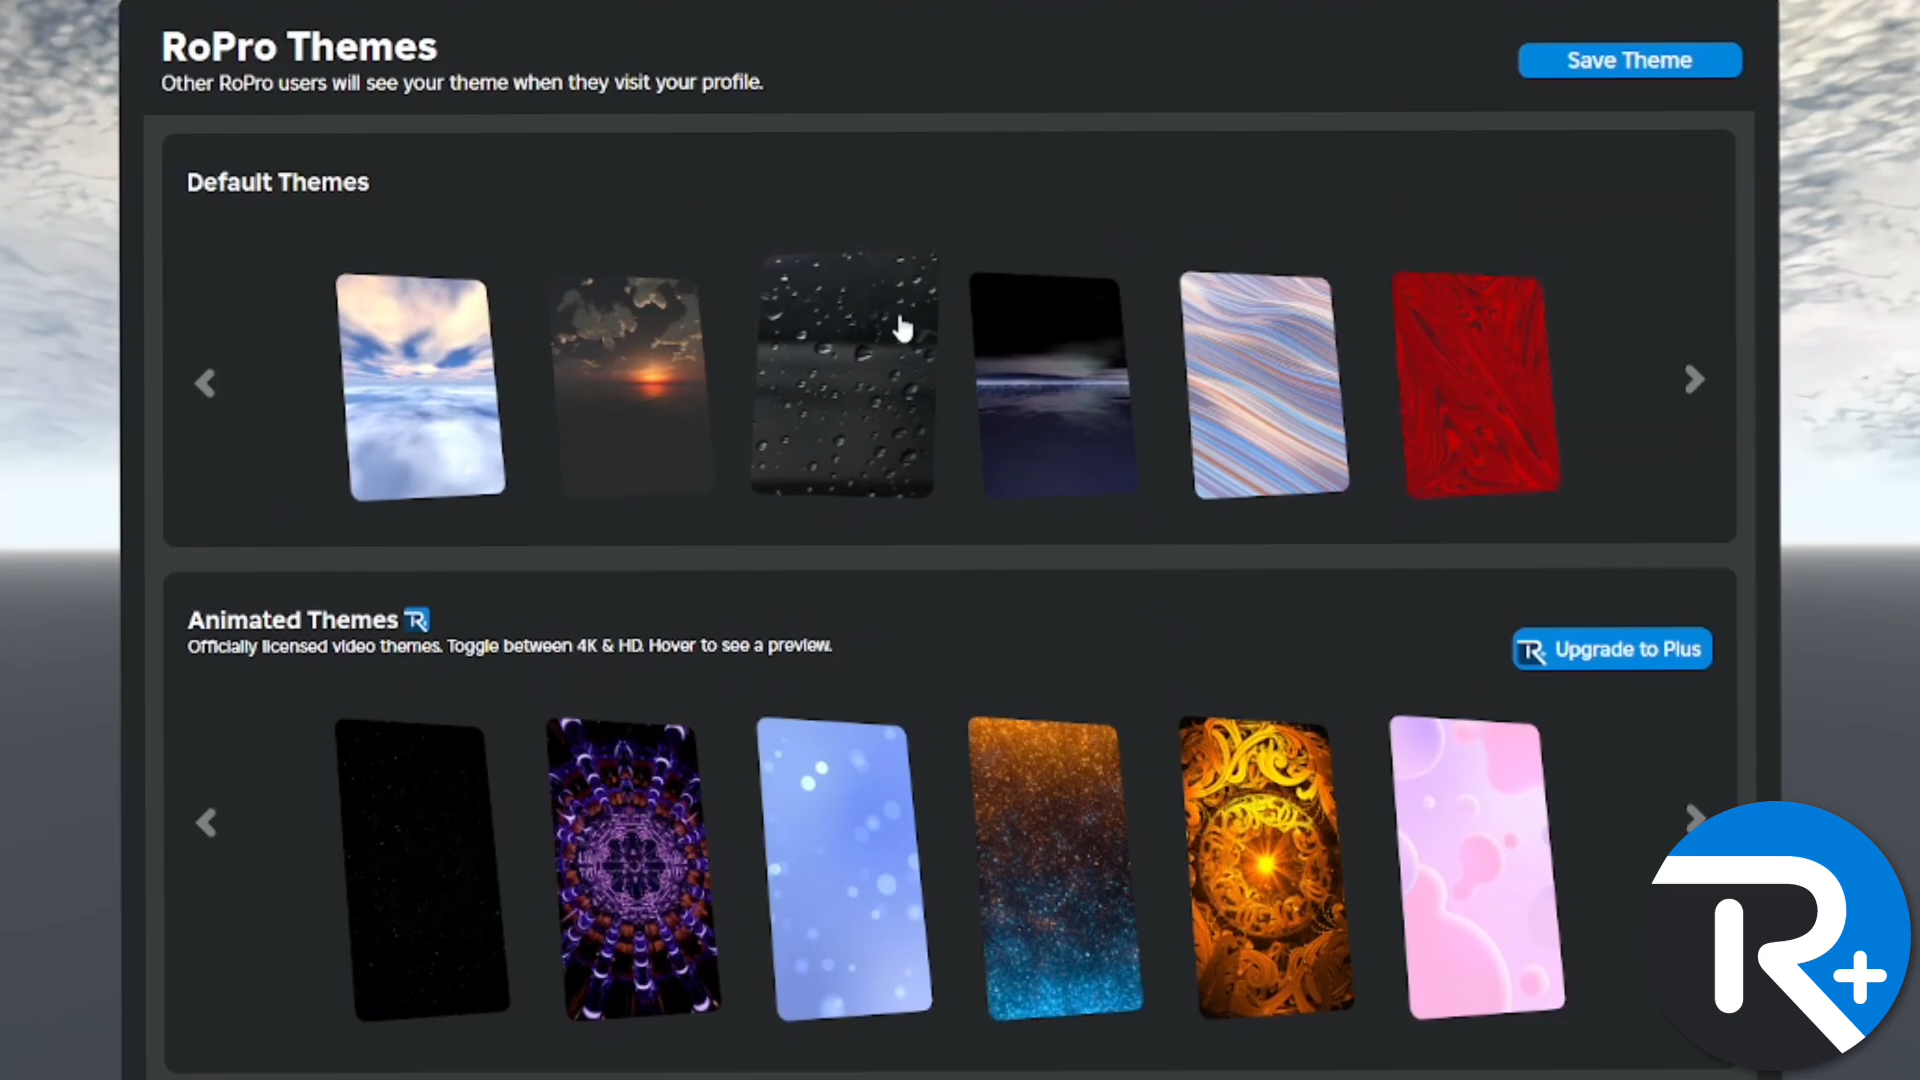 RoPro Themes
Other RoPro users will see your theme when they visit your profile.
Save Theme
Default Themes
Animated Themes
Officially licensed video themes. Toggle between 4K & HD. Hover to see a preview.
Upgrade to Plus
R+